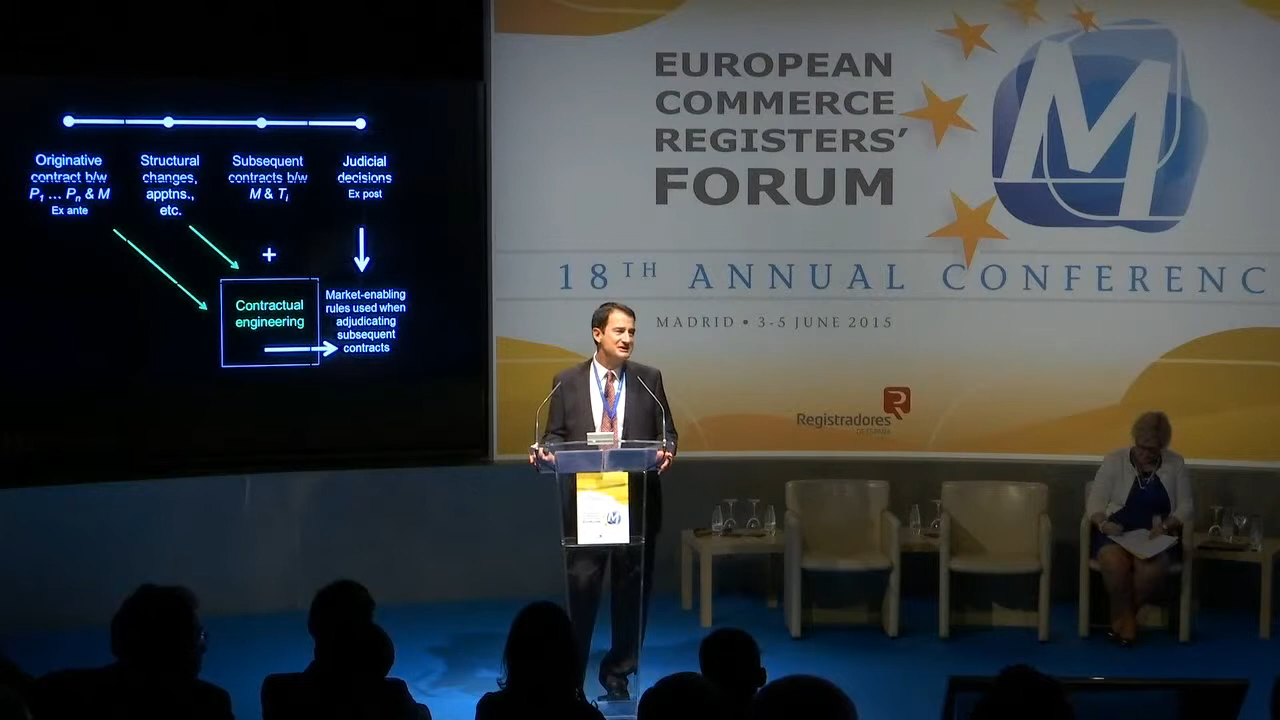 Originative
contract b/w
P1 ... Pn & M
Ex ante
Structural
changes,
apptns.,
etc.
Subsequent
contracts b/w
M & Ti
Judicial
decisions
Ex post
+
Contractual
engineering
Market-enabling
rules used when
adjudicating
subsequent
contracts
EUROPEAN
COMMERCE
REGISTERS’
FORUM
M
18TH ANNUAL CONFERENC
MADRID • 3-5 JUNE 2015
R
Registradores
M